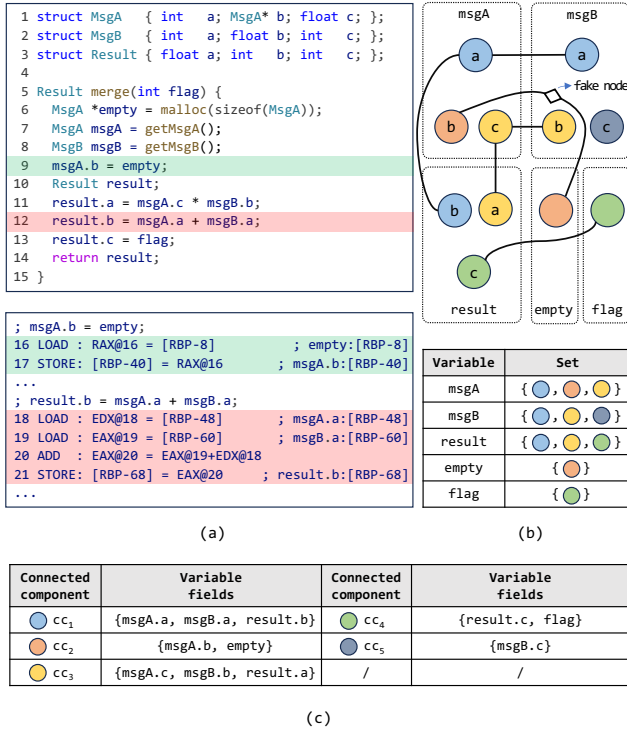 1 struct MsgA   { int   a; MsgA* b; float c; };
2 struct MsgB   { int   a; float b; int   c; };
3 struct Result { float a; int   b; int   c; };
4
5 Result merge(int flag) {
6   MsgA *empty = malloc(sizeof(MsgA));
7   MsgA msgA = getMsgA();
8   MsgB msgB = getMsgB();
9   msgA.b = empty;
10   Result result;
11   result.a = msgA.c * msgB.b;
12   result.b = msgA.a + msgB.a;
13   result.c = flag;
14   return result;
15 }
; msgA.b = empty;
16 LOAD : RAX@16 = [RBP-8]          ; empty:[RBP-8]
17 STORE: [RBP-40] = RAX@16     ; msgA.b:[RBP-40]
...
; result.b = msgA.a + msgB.a;
18 LOAD : EDX@18 = [RBP-48]     ; msgA.a:[RBP-48]
19 LOAD : EAX@19 = [RBP-60]     ; msgB.a:[RBP-60]
20 ADD  : EAX@20 = EAX@19+EDX@18
21 STORE: [RBP-68] = EAX@20   ; result.b:[RBP-68]
...
(a)
msgA msgB
a a
fake node
b c b c
b a
c
result empty flag
Variable Set
msgA { , , }
msgB { , , }
result { , , }
empty { }
flag { }
(b)
Connected component Variable fields Connected component Variable fields
cc1 {msgA.a, msgB.a, result.b} cc4 {result.c, flag}
cc2 {msgA.b, empty} cc5 {msgB.c}
cc3 {msgA.c, msgB.b, result.a} / /
(c)